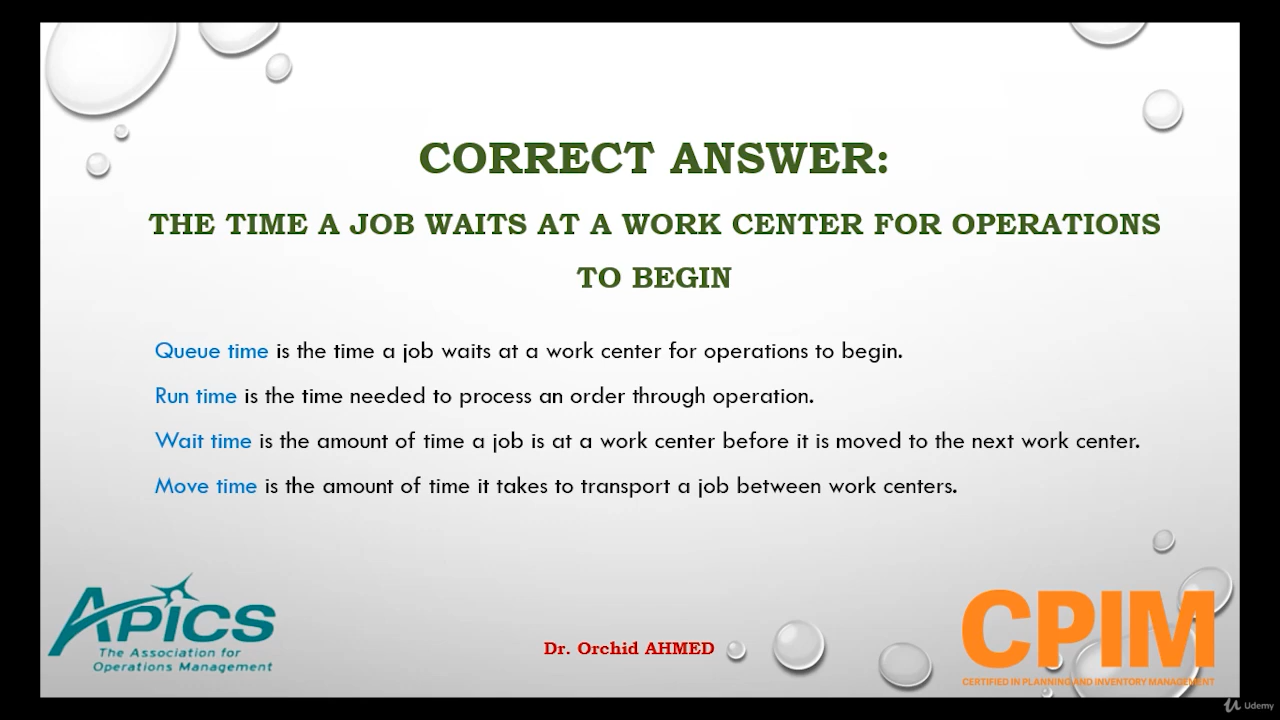 CORRECT ANSWER:
THE TIME A JOB WAITS AT A WORK CENTER FOR OPERATIONS
TO BEGIN
Queue time is the time a job waits at a work center for operations to begin.
Run time is the time needed to process an order through operation.
Wait time is the amount of time a job is at a work center before it is moved to the next work center.
Move time is the amount of time it takes to transport a job between work centers.
APICS
The Association for
Operations Management
Dr. Orchid AHMED
CPIM
CERTIFIED IN PLANNING AND INVENTORY MANAGEMENT
Udemy